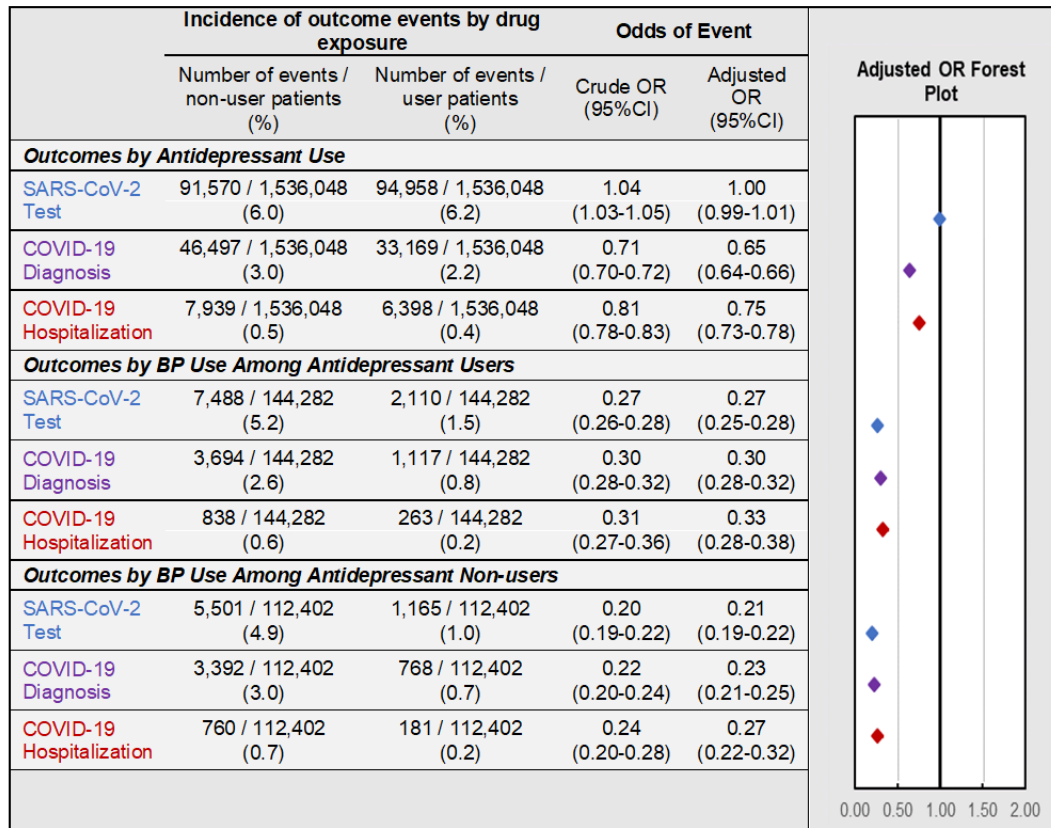 Incidence of outcome events by drug
exposure
Odds of Event
Number of events /
non-user patients
(%)
Number of events /
user patients
(%)
Crude OR
(95%CI)
Adjusted
OR
(95%CI)
Adjusted OR Forest
Plot
Outcomes by Antidepressant Use
SARS-CoV-2
Test
91,570 / 1,536,048
(6.0)
94,958 / 1,536,048
(6.2)
1.04
(1.03-1.05)
1.00
(0.99-1.01)
COVID-19
Diagnosis
46,497 / 1,536,048
(3.0)
33,169 / 1,536,048
(2.2)
0.71
(0.70-0.72)
0.65
(0.64-0.66)
COVID-19
Hospitalization
7,939 / 1,536,048
(0.5)
6,398 / 1,536,048
(0.4)
0.81
(0.78-0.83)
0.75
(0.73-0.78)
Outcomes by BP Use Among Antidepressant Users
SARS-CoV-2
Test
7,488 / 144,282
(5.2)
2,110 / 144,282
(1.5)
0.27
(0.26-0.28)
0.27
(0.25-0.28)
COVID-19
Diagnosis
3,694 / 144,282
(2.6)
1,117 / 144,282
(0.8)
0.30
(0.28-0.32)
0.30
(0.28-0.32)
COVID-19
Hospitalization
838 / 144,282
(0.6)
263 / 144,282
(0.2)
0.31
(0.27-0.36)
0.33
(0.28-0.38)
Outcomes by BP Use Among Antidepressant Non-users
SARS-CoV-2
Test
5,501 / 112,402
(4.9)
1,165 / 112,402
(1.0)
0.20
(0.19-0.22)
0.21
(0.19-0.22)
COVID-19
Diagnosis
3,392 / 112,402
(3.0)
768 / 112,402
(0.7)
0.22
(0.20-0.24)
0.23
(0.21-0.25)
COVID-19
Hospitalization
760 / 112,402
(0.7)
181 / 112,402
(0.2)
0.24
(0.20-0.28)
0.27
(0.22-0.32)
0.00 0.50 1.00 1.50 2.00